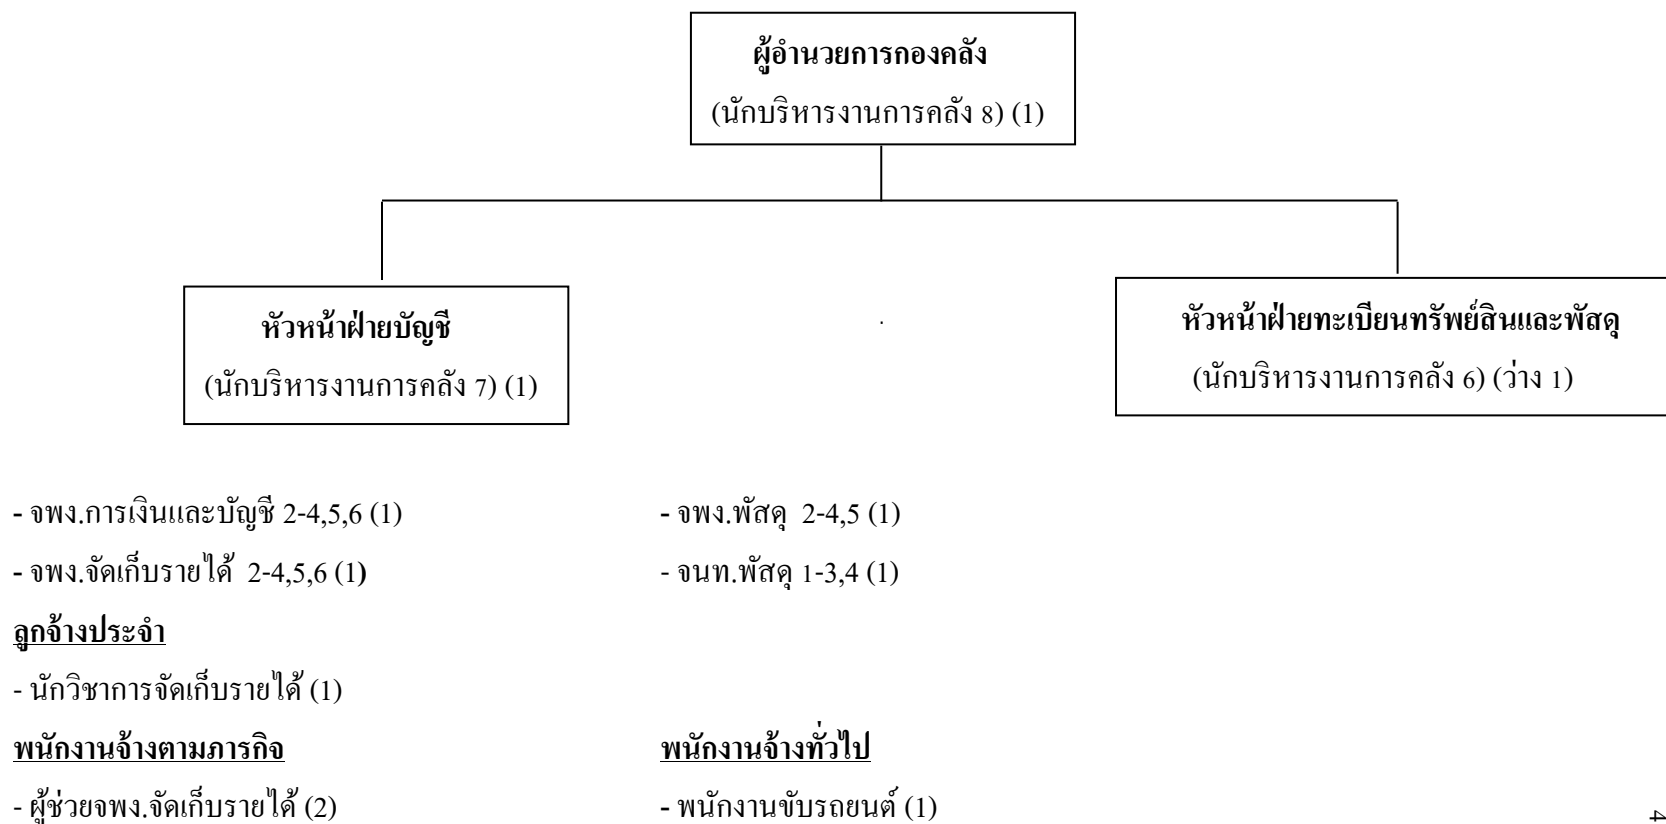 ผู้อำนวยการกองคลัง
(นักบริหารงานการคลัง 8) (1)
หัวหน้าฝ่ายบัญชี
(นักบริหารงานการคลัง 7) (1)
หัวหน้าฝ่ายทะเบียนทรัพย์สินและพัสดุ
(นักบริหารงานการคลัง 6) (ว่าง 1)
- จพง.การเงินและบัญชี 2-4,5,6 (1)
- จพง.พัสดุ 2-4,5 (1)
- จพง.จัดเก็บรายได้ 2-4,5,6 (1)
- จนท.พัสดุ 1-3,4 (1)
ลูกจ้างประจำ
- นักวิชาการจัดเก็บรายได้ (1)
พนักงานจ้างตามภารกิจ
พนักงานจ้างทั่วไป
- ผู้ช่วยจพง.จัดเก็บรายได้ (2)
- พนักงานขับรถยนต์ (1)
4